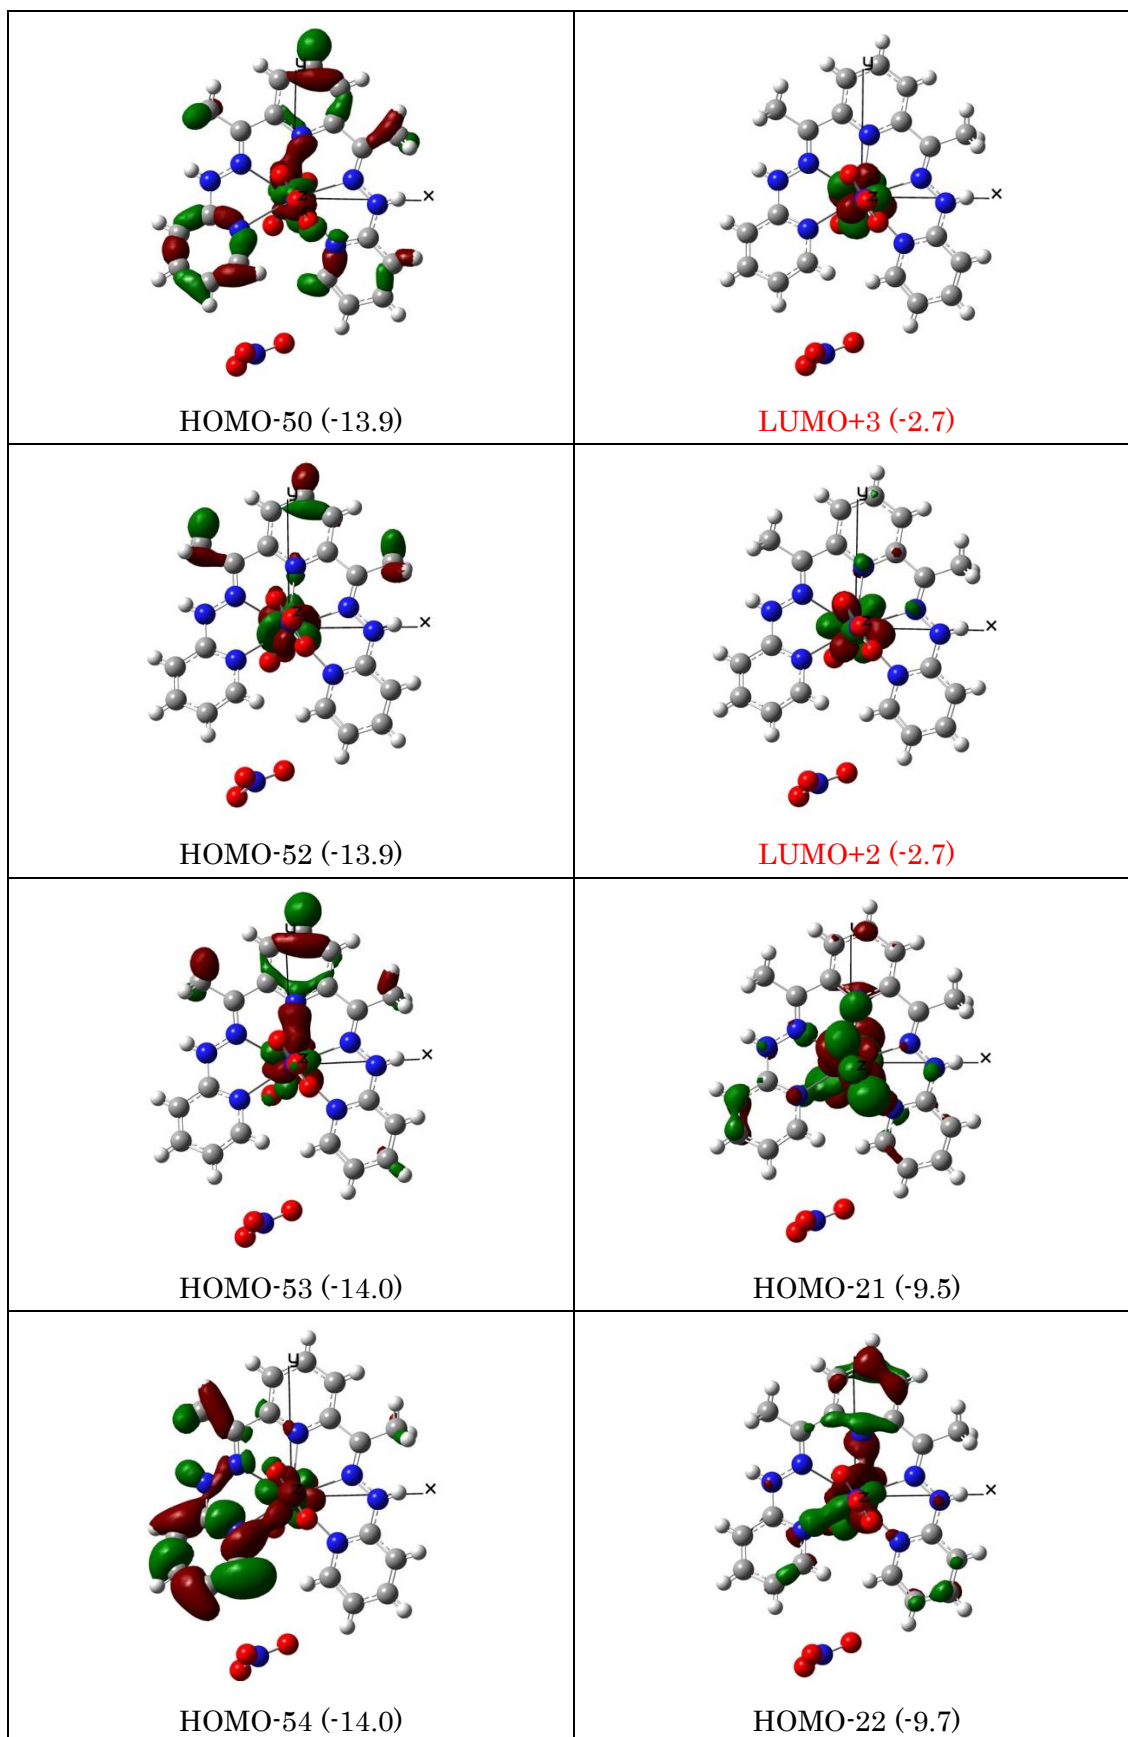 y
x
z
HOMO-50 (-13.9)
y
x
z
LUMO+3 (-2.7)
y
x
z
HOMO-52 (-13.9)
y
x
z
LUMO+2 (-2.7)
y
x
z
HOMO-53 (-14.0)
x
z
HOMO-21 (-9.5)
y
x
z
HOMO-54 (-14.0)
x
z
HOMO-22 (-9.7)